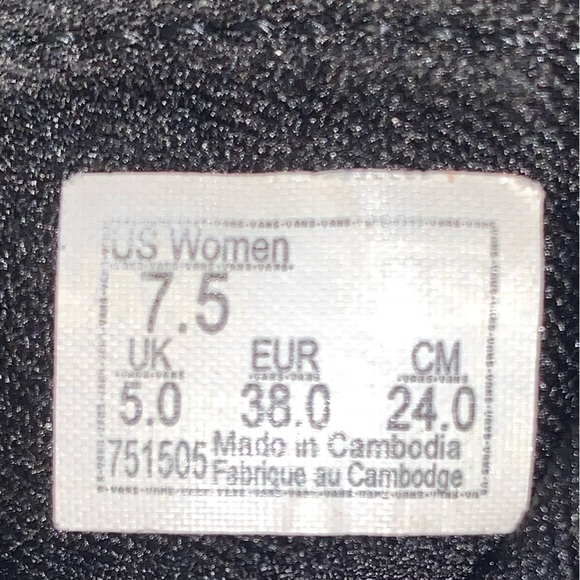 US Women
7.5
UK EUR CM
5.0 38.0 24.0
751505 Made in Cambodia
Fabrique au Cambodge